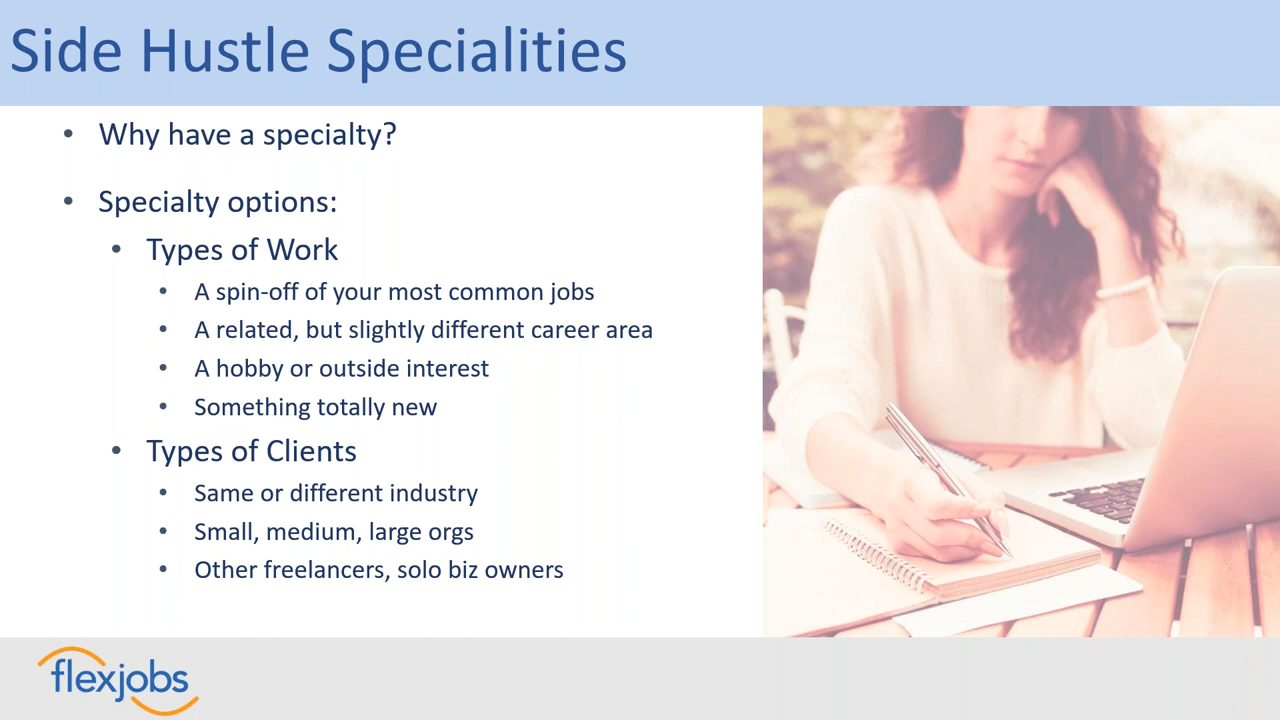 Side Hustle Specialities
• Why have a specialty?
• Specialty options:
• Types of Work
• A spin-off of your most common jobs
• A related, but slightly different career area
• A hobby or outside interest
• Something totally new
• Types of Clients
• Same or different industry
• Small, medium, large orgs
• Other freelancers, solo biz owners
flexjobs